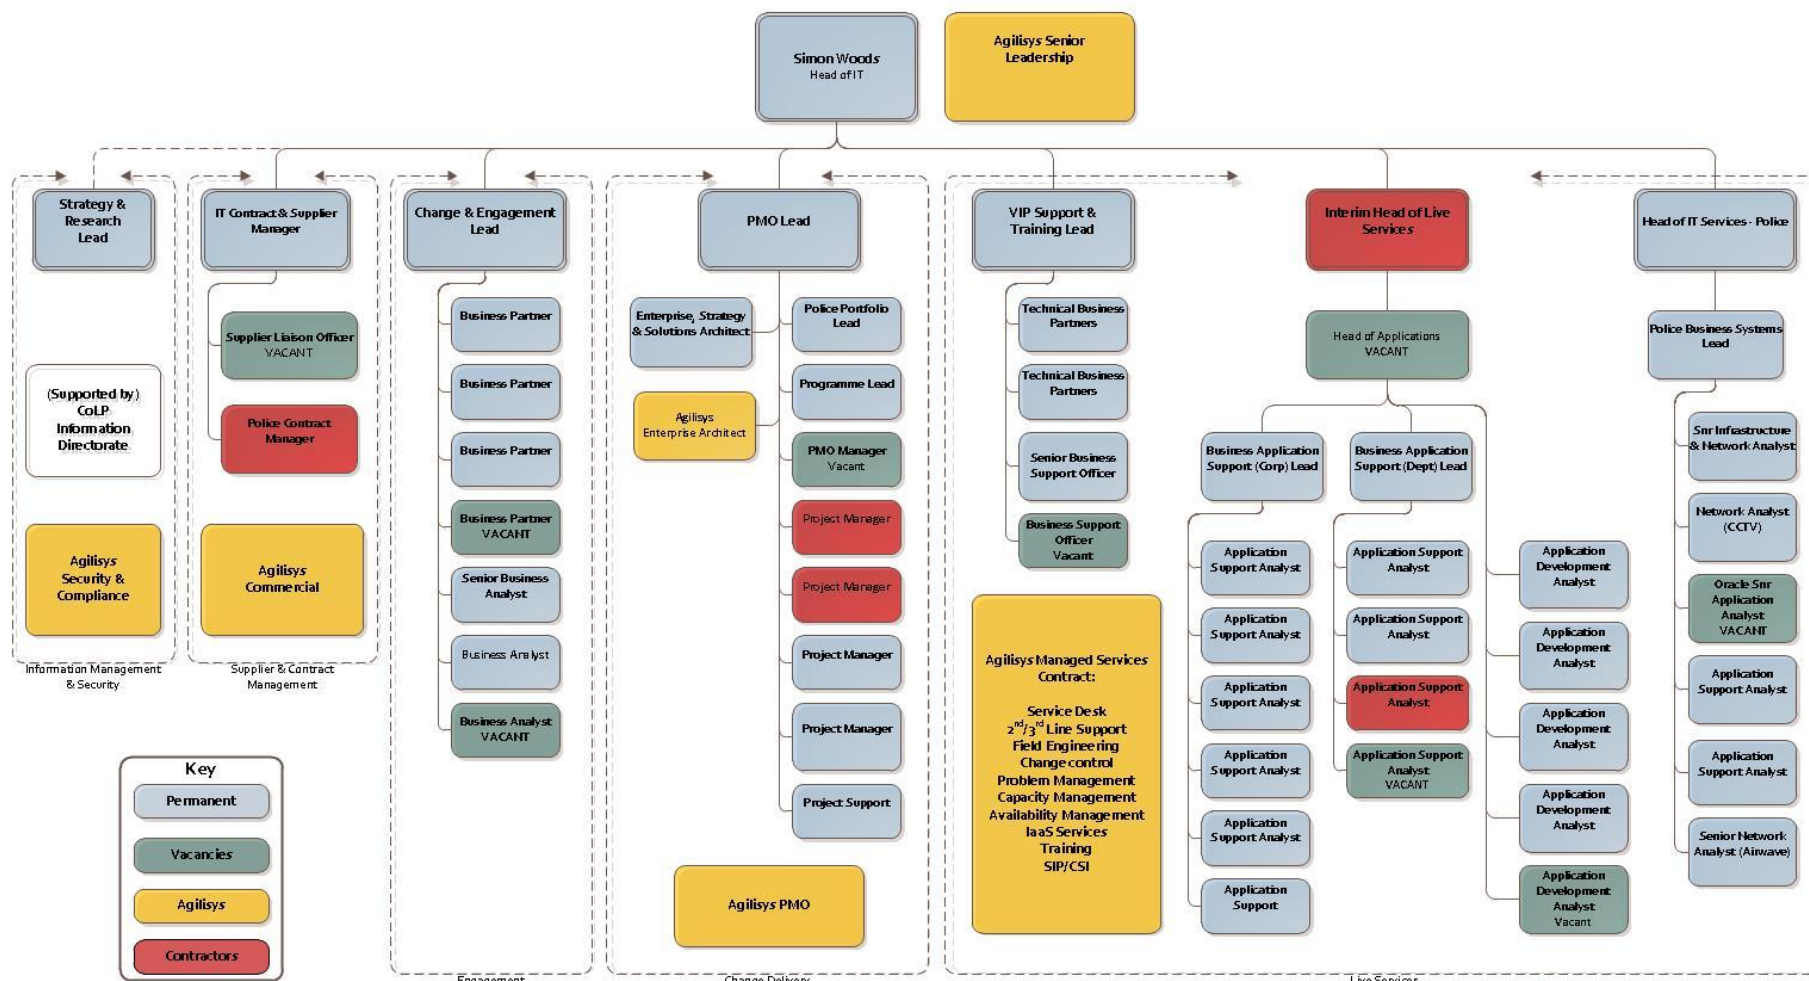 Simon Woods
Head of IT
Agilisys Senior
Leadership
Strategy &
Research
Lead
IT Contract & Supplier
Manager
Change & Engagement
Lead
PMO Lead
VIP Support &
Training Lead
Interim Head of Live
Services
Head of IT Services - Police
(Supported by)
CoLP
Information
Directorate
Agilisys
Security &
Compliance
Information Management
& Security
Supplier Liaison Officer
VACANT
Police Contract
Manager
Agilisys
Commercial
Supplier & Contract
Management
Business Partner
Business Partner
Business Partner
Business Partner
VACANT
Senior Business
Analyst
Business Analyst
Business Analyst
VACANT
Engagement
Enterprise, Strategy
& Solutions Architect
Agilisys
Enterprise Architect
Police Portfolio
Lead
Programme Lead
PMO Manager
Vacant
Project Manager
Project Manager
Project Manager
Project Manager
Project Support
Agilisys PMO
Change Delivery
Technical Business
Partners
Technical Business
Partners
Senior Business
Support Officer
Business Support
Officer
Vacant
Agilisys Managed Services
Contract:
Service Desk
2nd/3rd Line Support
Field Engineering
Change control
Problem Management
Capacity Management
Availability Management
IaaS Services
Training
SIP/CSI
Head of Applications
VACANT
Business Application
Support (Corp) Lead
Application
Support Analyst
Application
Support Analyst
Application
Support Analyst
Application
Support Analyst
Application
Support Analyst
Application
Support
Business Application
Support (Dept) Lead
Application Support
Analyst
Application Support
Analyst
Application Support
Analyst
Application Support
Analyst
VACANT
Application
Development
Analyst
Application
Development
Analyst
Application
Development
Analyst
Application
Development
Analyst
Application
Development
Analyst
Vacant
Police Business Systems
Lead
Snr Infrastructure
& Network Analyst
Network Analyst
(CCTV)
Oracle Snr
Application
Analyst
VACANT
Application
Support Analyst
Application
Support Analyst
Senior Network
Analyst (Airwave)
Live Services
Key
Permanent
Vacancies
Agilisys
Contractors